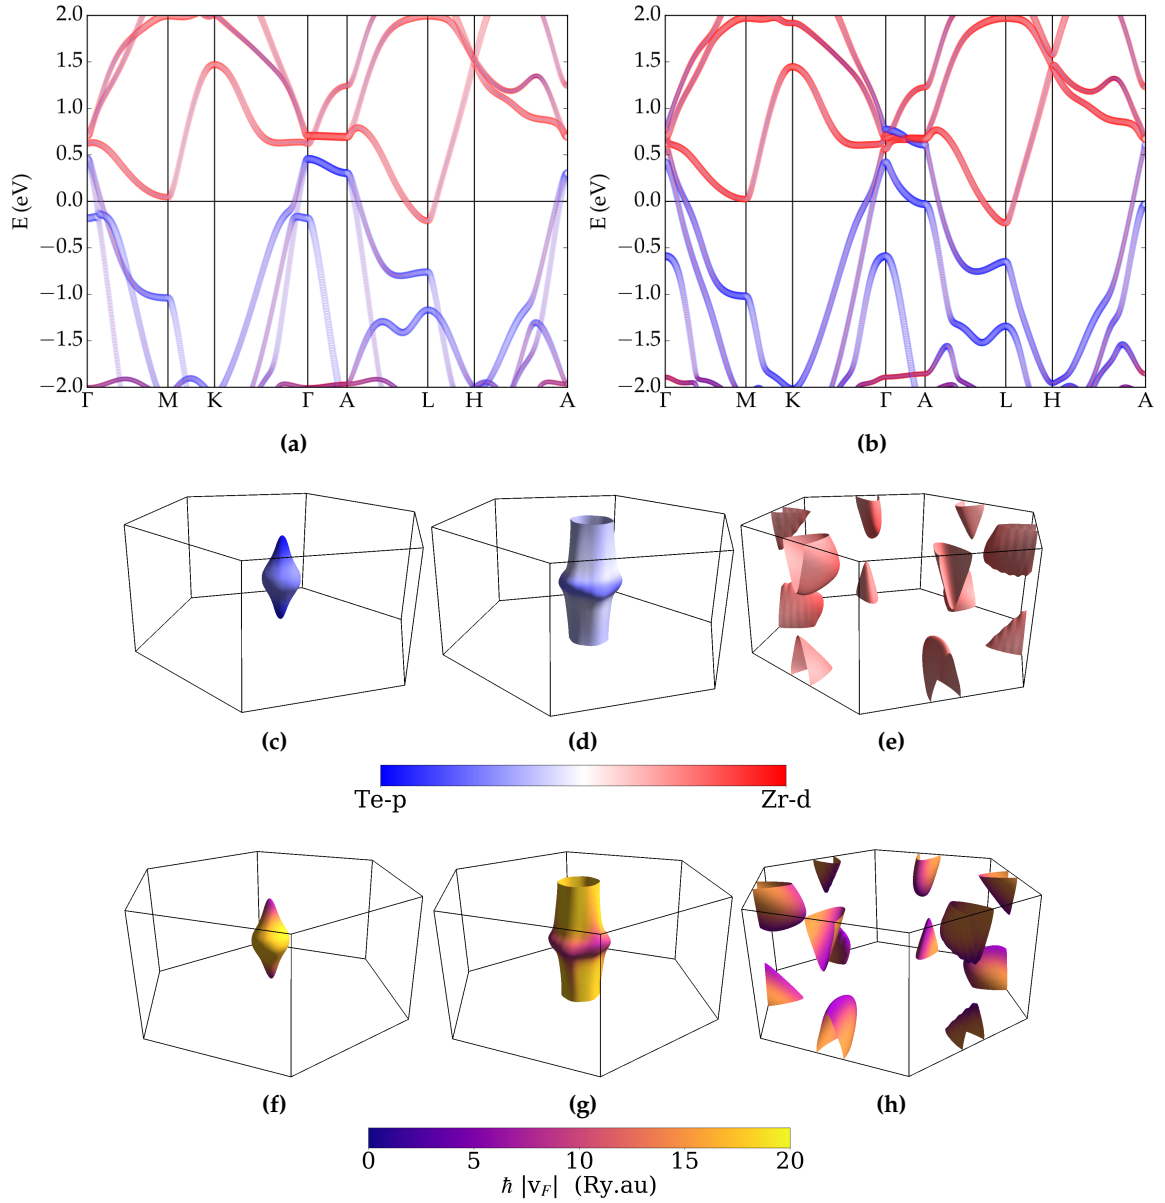 2.0
1.5
1.0
0.5
0.0
−0.5
−1.0
−1.5
−2.0
E (eV)
Γ M K Γ A L H A
(a)
2.0
1.5
1.0
0.5
0.0
−0.5
−1.0
−1.5
−2.0
E (eV)
Γ M K Γ A L H A
(b)
(c) (d) (e)
Te-p Zr-d
(f) (g) (h)
0 5 10 15 20
ℏ |v_F| (Ry.au)